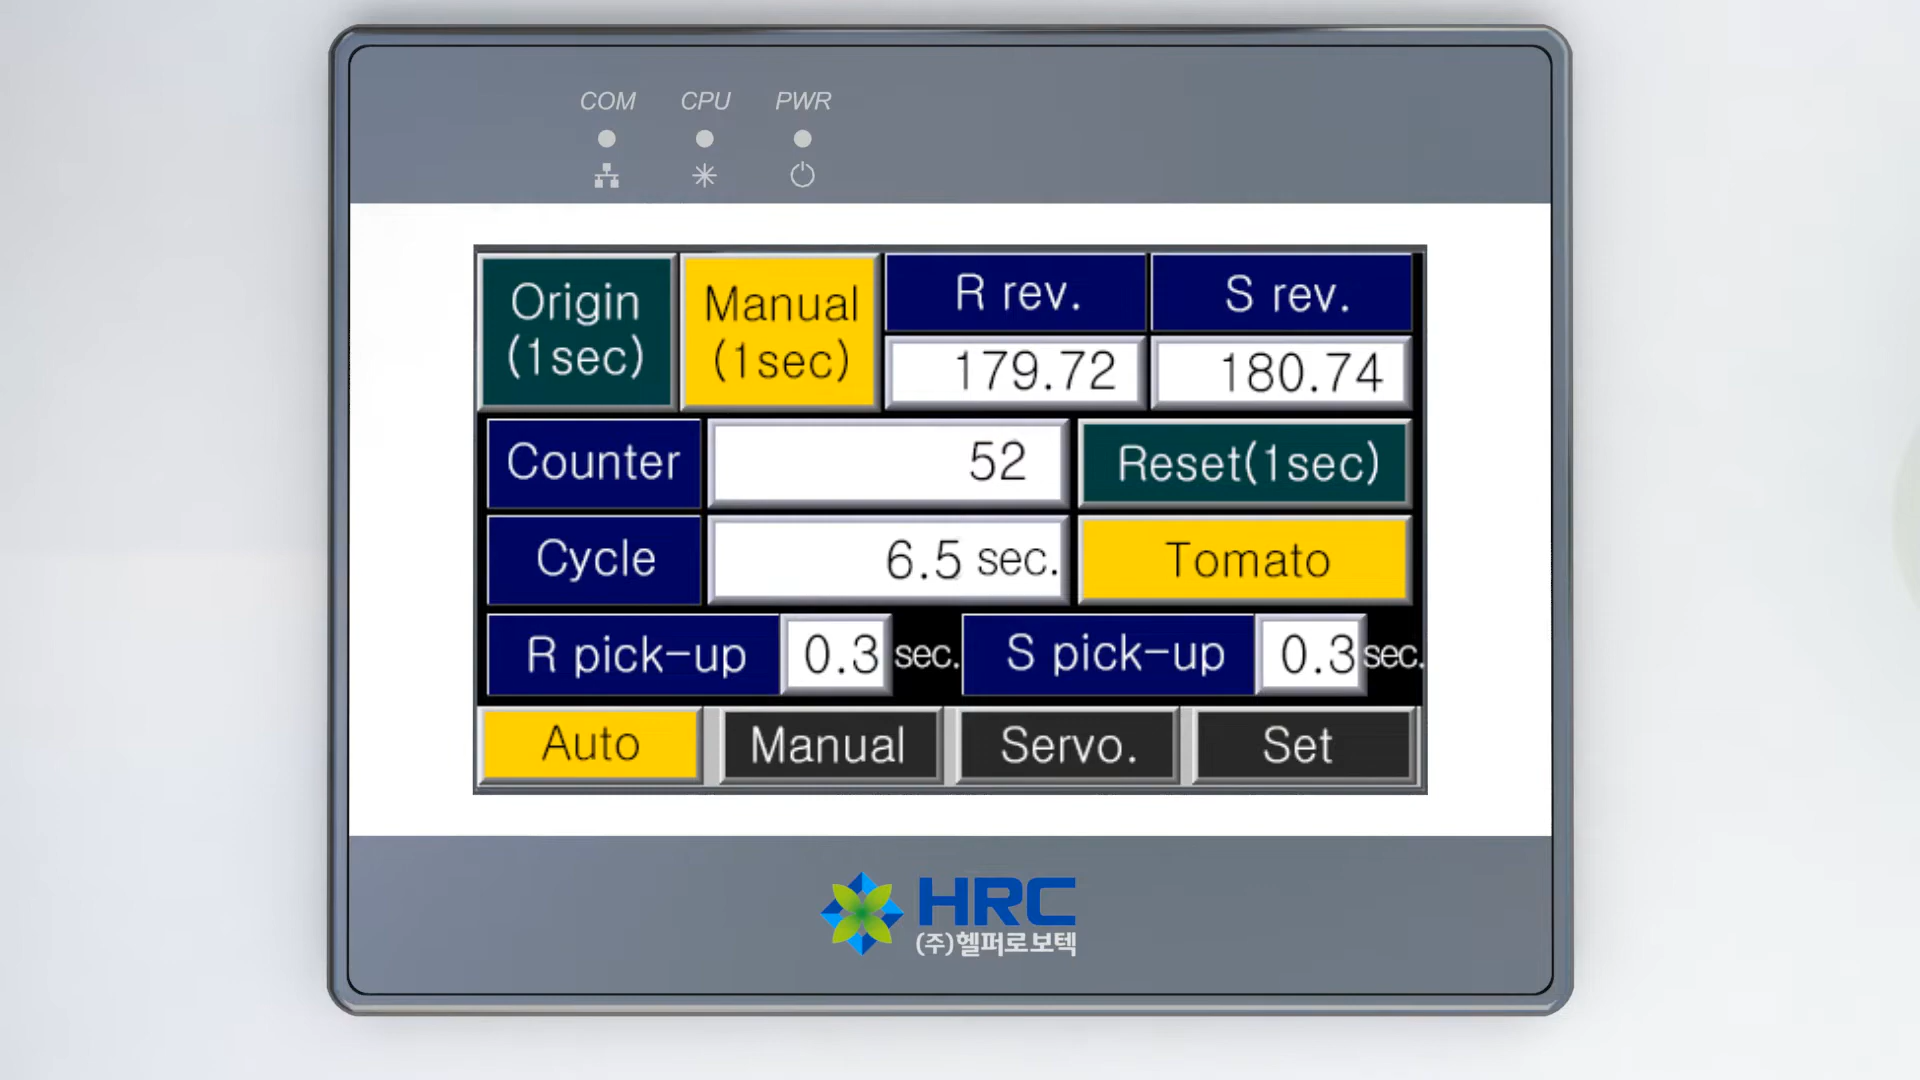 COM CPU PWR
Origin
(1sec)
Manual
(1sec)
R rev.
S rev.
179.72
180.74
Counter
52
Reset(1sec)
Cycle
6.5 sec.
Tomato
R pick-up
0.3 sec.
S pick-up
0.3 sec.
Auto
Manual
Servo.
Set
HRC
(주)헬퍼로보텍